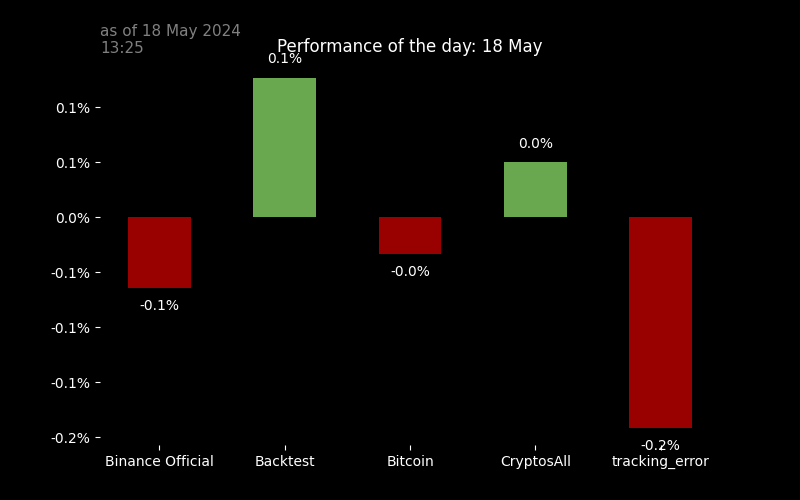 as of 18 May 2024
13:25
Performance of the day: 18 May
0.1%
0.1%
0.1%
0.0%
0.0%
-0.1%
-0.0%
-0.1%
-0.1%
-0.1%
-0.2%
-0.2%
Binance Official
Backtest
Bitcoin
CryptosAll
tracking_error